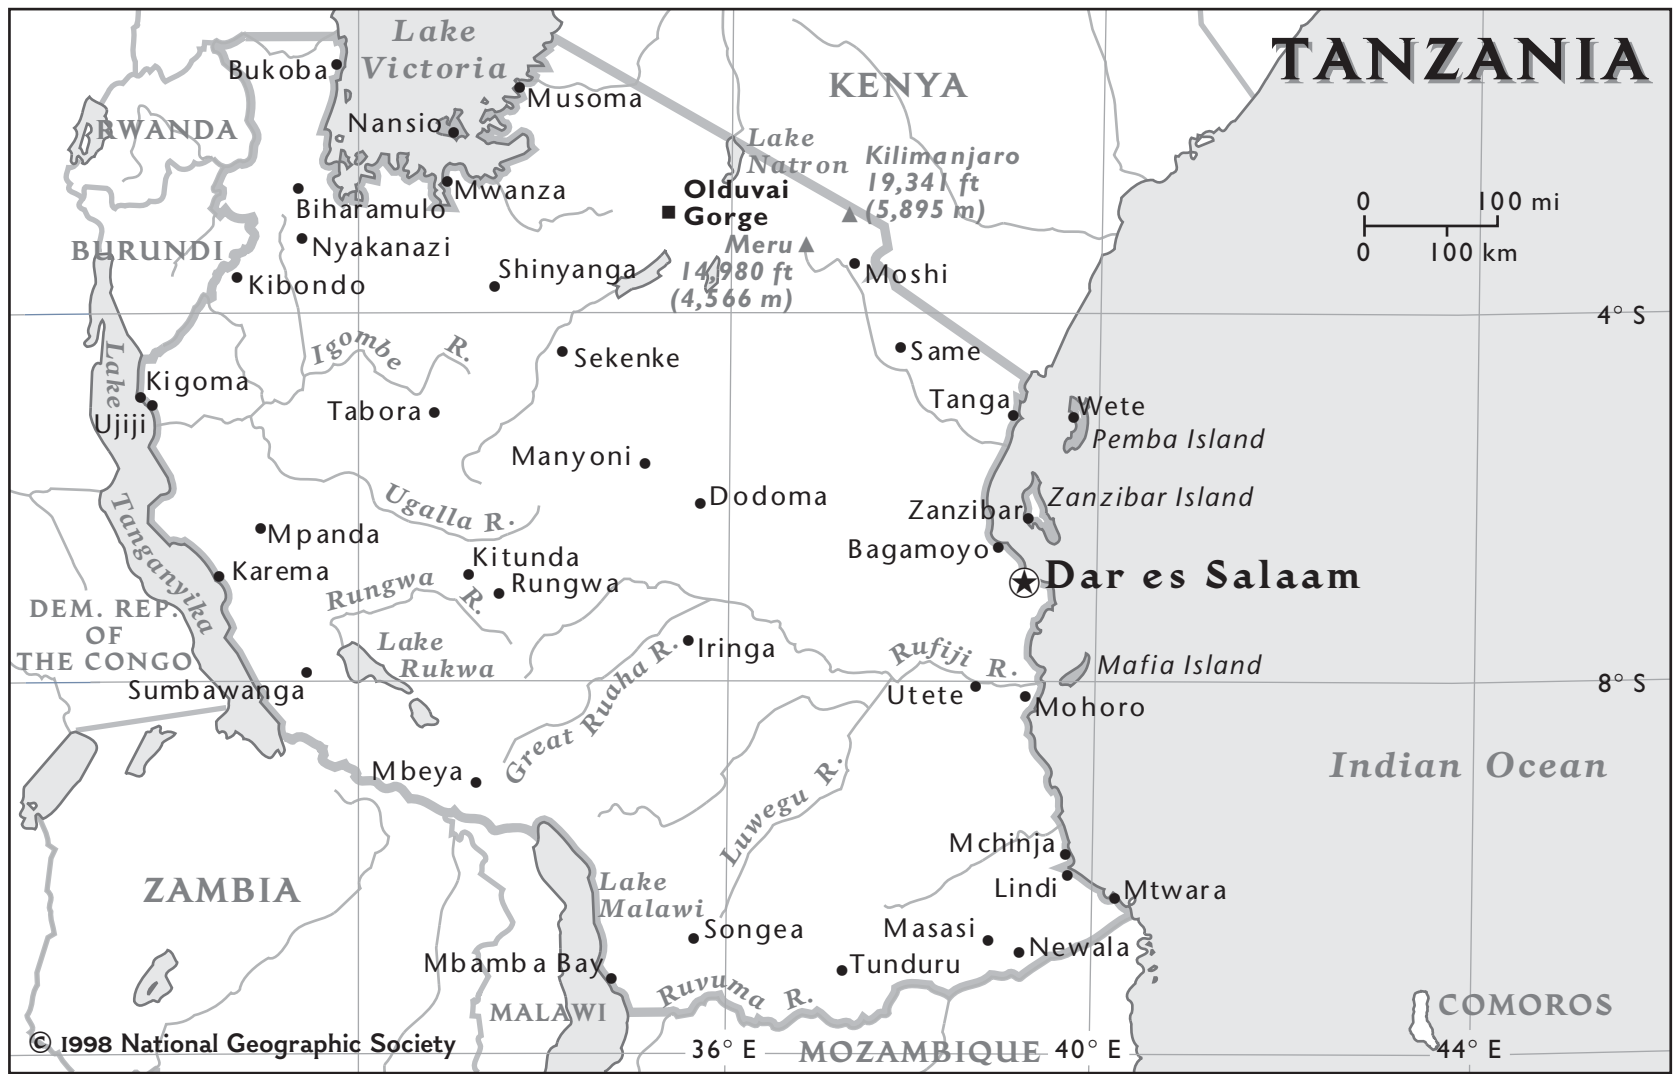 TANZANIA
Lake
Victoria
Bukoba
Musoma
Nansio
KENYA
RWANDA
Lake
Natron
Kilimanjaro
19,341 ft
(5,895 m)
Olduvai
Gorge
Mwanza
Biharamulo
Meru
14,980 ft
(4,566 m)
Nyakanazi
BURUNDI
Kibondo
Shinyanga
Moshi
0 100 mi
0 100 km
4° S
Igombe R.
Sekenke
Same
Lake
Tanganyika
Kigoma
Ujiji
Tabora
Tanga
Wete
Pemba Island
Manyoni
Dodoma
Ugalla R.
Zanzibar
Zanzibar Island
Bagamoyo
Mpanda
Karema
Kitunda
Rungwa
Rungwa R.
Dar es Salaam
DEM. REP.
OF
THE CONGO
Lake
Rukwa
Iringa
Great Ruaha R.
Rufiji R.
Mafia Island
Sumbawanga
Utete
Mohoro
8° S
Mbeya
Luwegu R.
Indian Ocean
ZAMBIA
Mchinja
Lindi
Mtwara
Lake
Malawi
Songea
Masasi
Newala
Mbamba Bay
Tunduru
Ruvuma R.
MALAWI
COMOROS
© 1998 National Geographic Society
36° E
MOZAMBIQUE
40° E
44° E